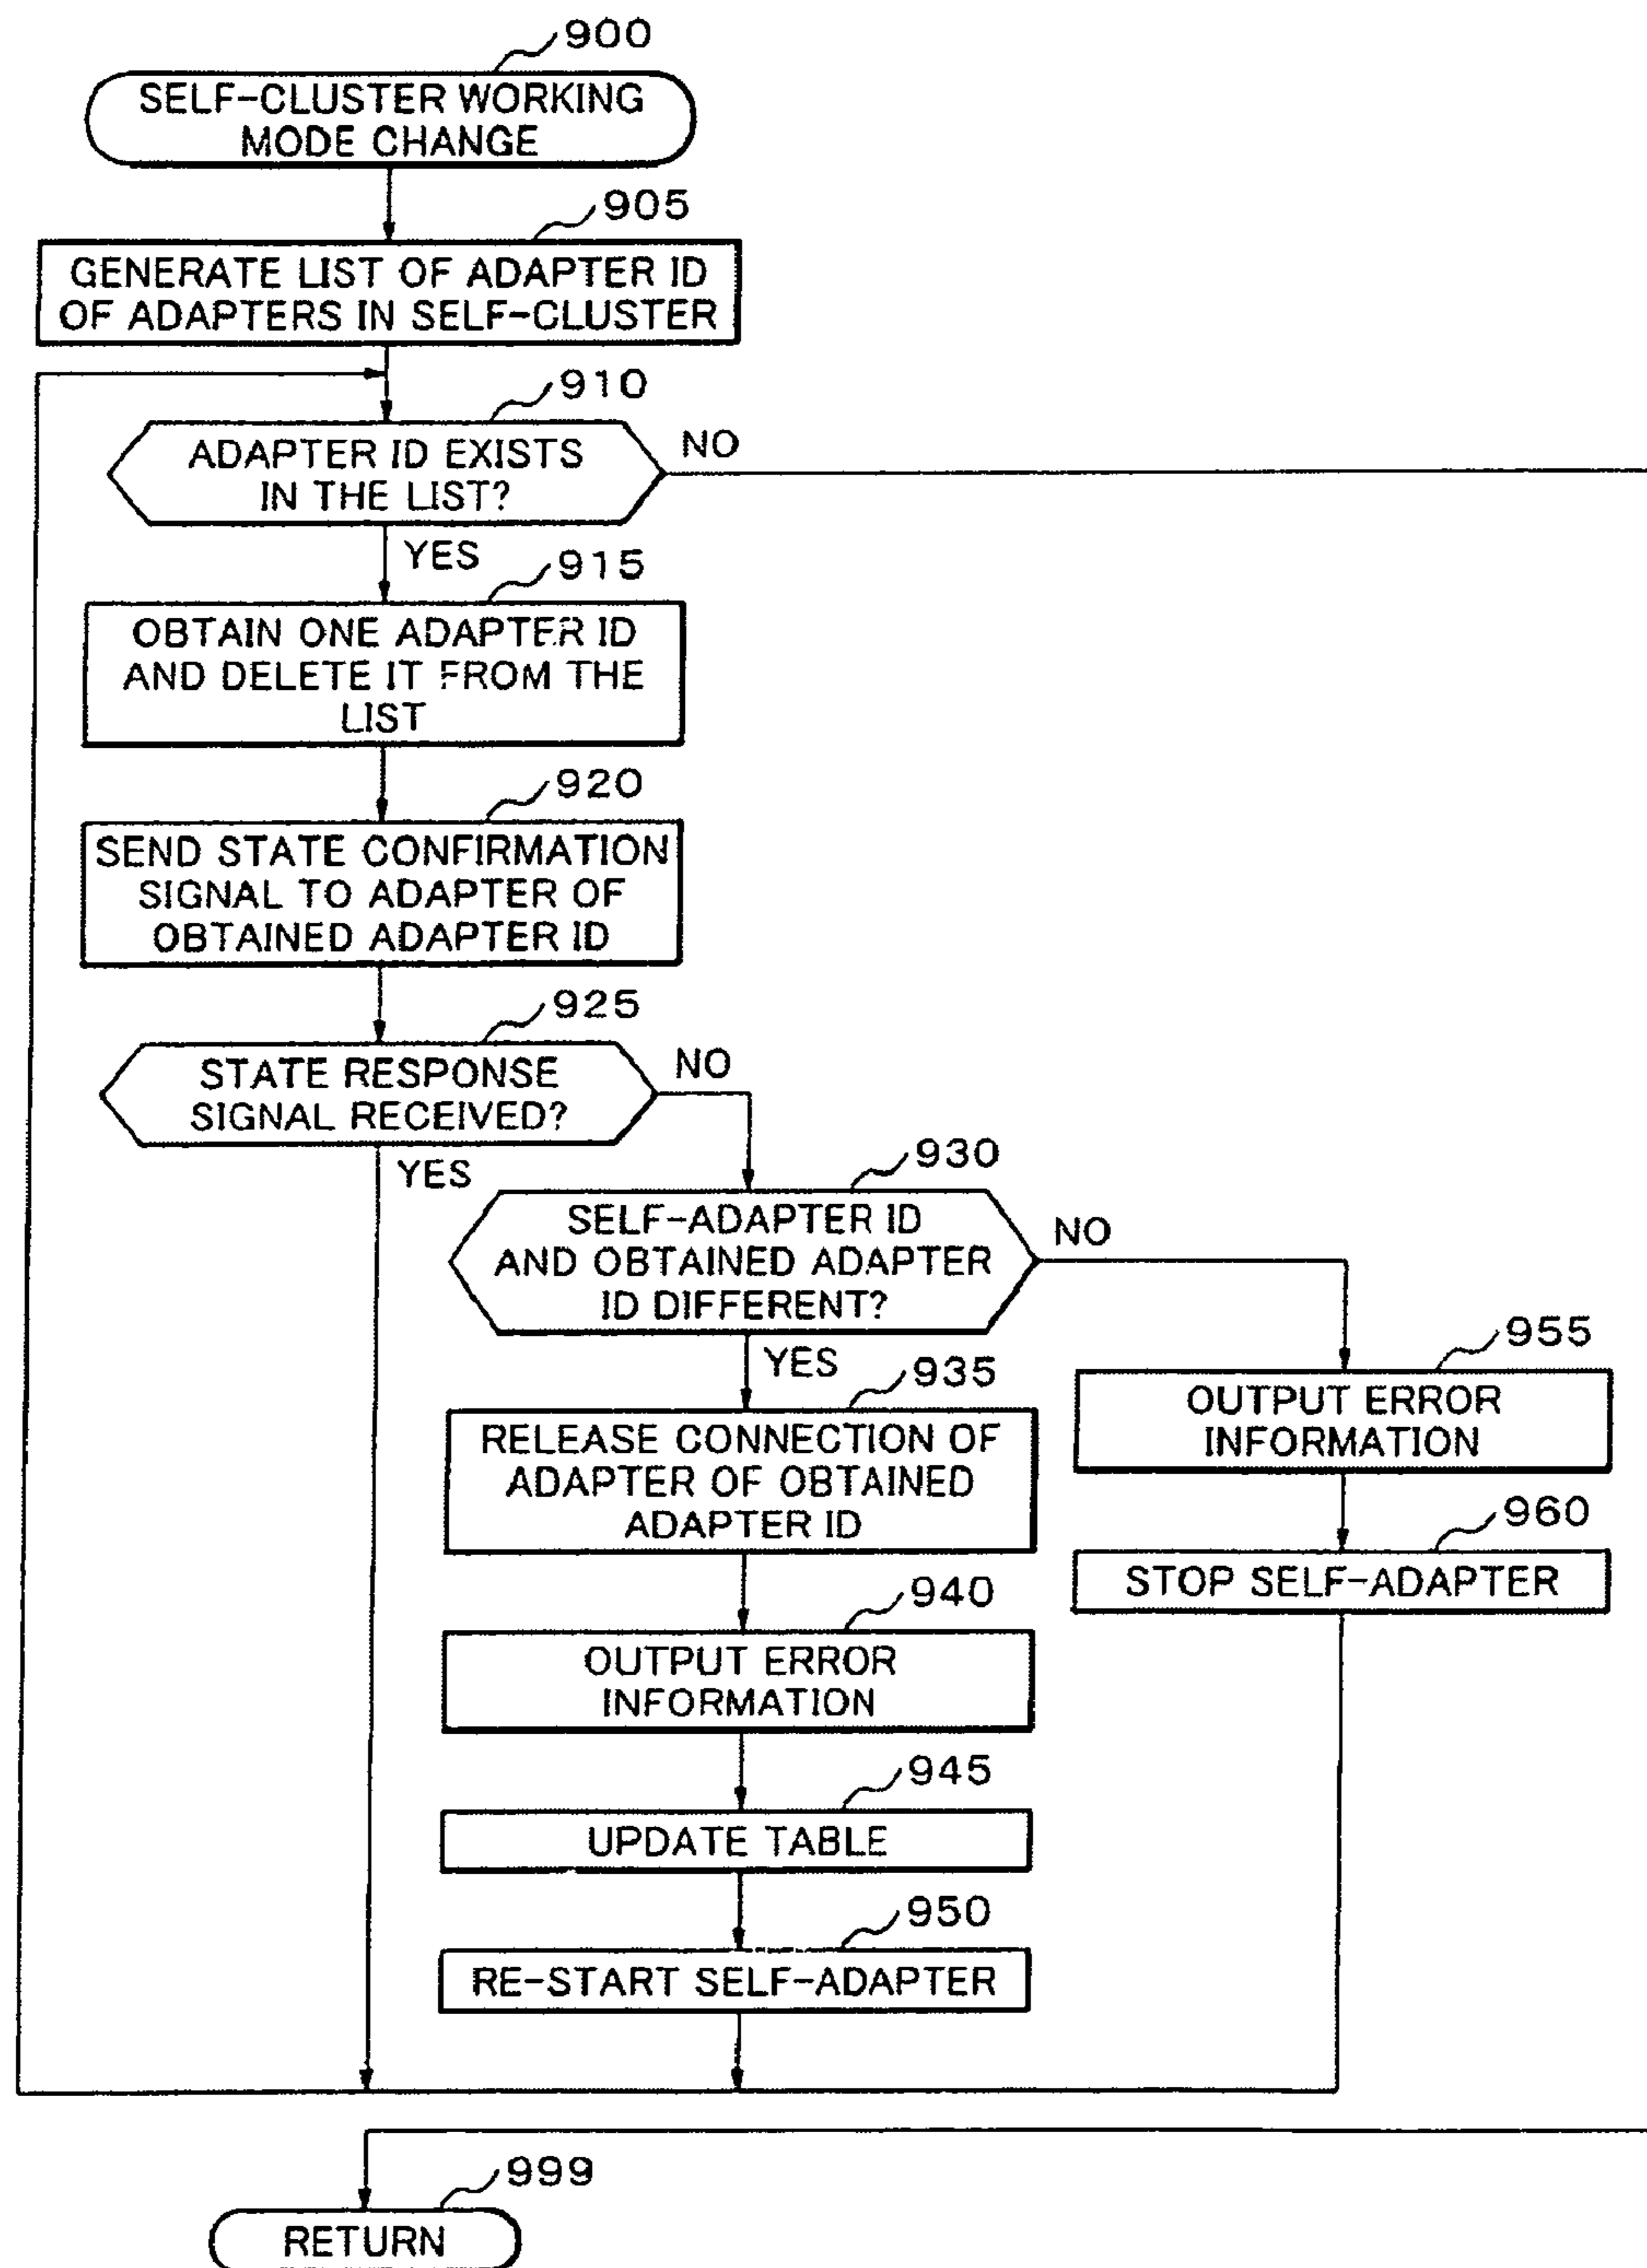 900
SELF-CLUSTER WORKING
MODE CHANGE
905
GENERATE LIST OF ADAPTER ID
OF ADAPTERS IN SELF-CLUSTER
910
ADAPTER ID EXISTS
IN THE LIST?
NO
YES
915
OBTAIN ONE ADAPTER ID
AND DELETE IT FROM THE
LIST
920
SEND STATE CONFIRMATION
SIGNAL TO ADAPTER OF
OBTAINED ADAPTER ID
925
STATE RESPONSE
SIGNAL RECEIVED?
NO
YES
930
SELF-ADAPTER ID
AND OBTAINED ADAPTER
ID DIFFERENT?
NO
YES
935
RELEASE CONNECTION OF
ADAPTER OF OBTAINED
ADAPTER ID
940
OUTPUT ERROR
INFORMATION
945
UPDATE TABLE
950
RE-START SELF-ADAPTER
955
OUTPUT ERROR
INFORMATION
960
STOP SELF-ADAPTER
999
RETURN